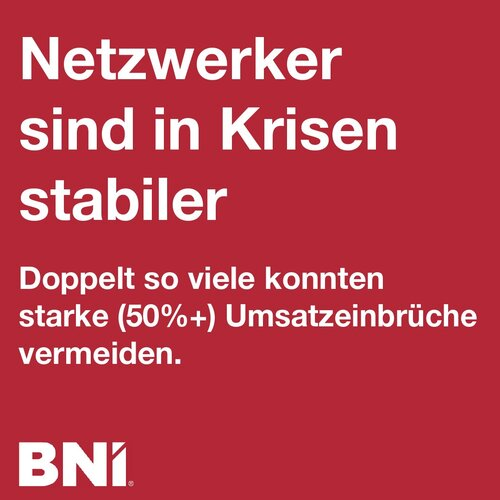 Netzwerker
sind in Krisen
stabiler
Doppelt so viele konnten
starke (50%+) Umsatzeinbrüche
vermeiden.
BNI®